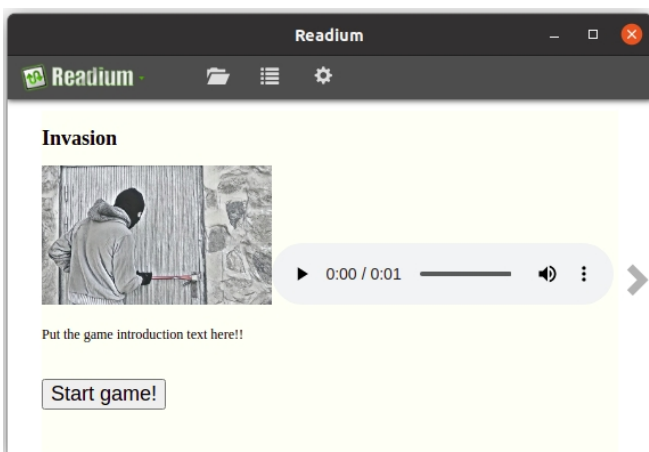 Readium
Readium
Invasion
0:00 / 0:01
Put the game introduction text here!!
Start game!